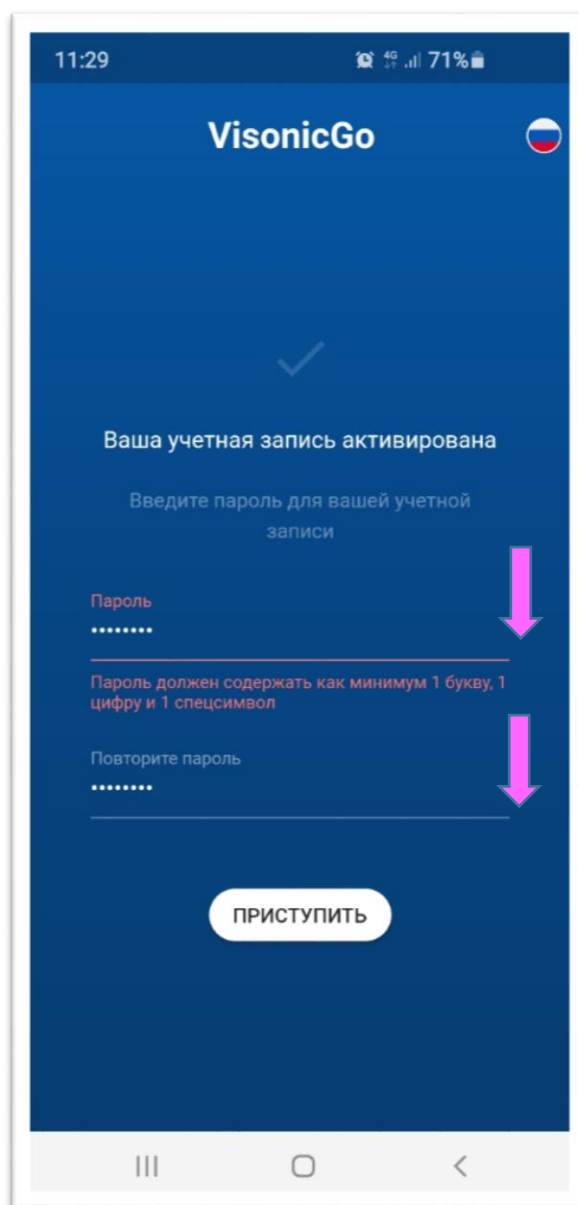 11:29 4G 71%
VisonicGo
Ваша учетная запись активирована
Введите пароль для вашей учетной
записи
Пароль
••••••••
Пароль должен содержать как минимум 1 букву, 1
цифру и 1 спецсимвол
Повторите пароль
••••••••
ПРИСТУПИТЬ